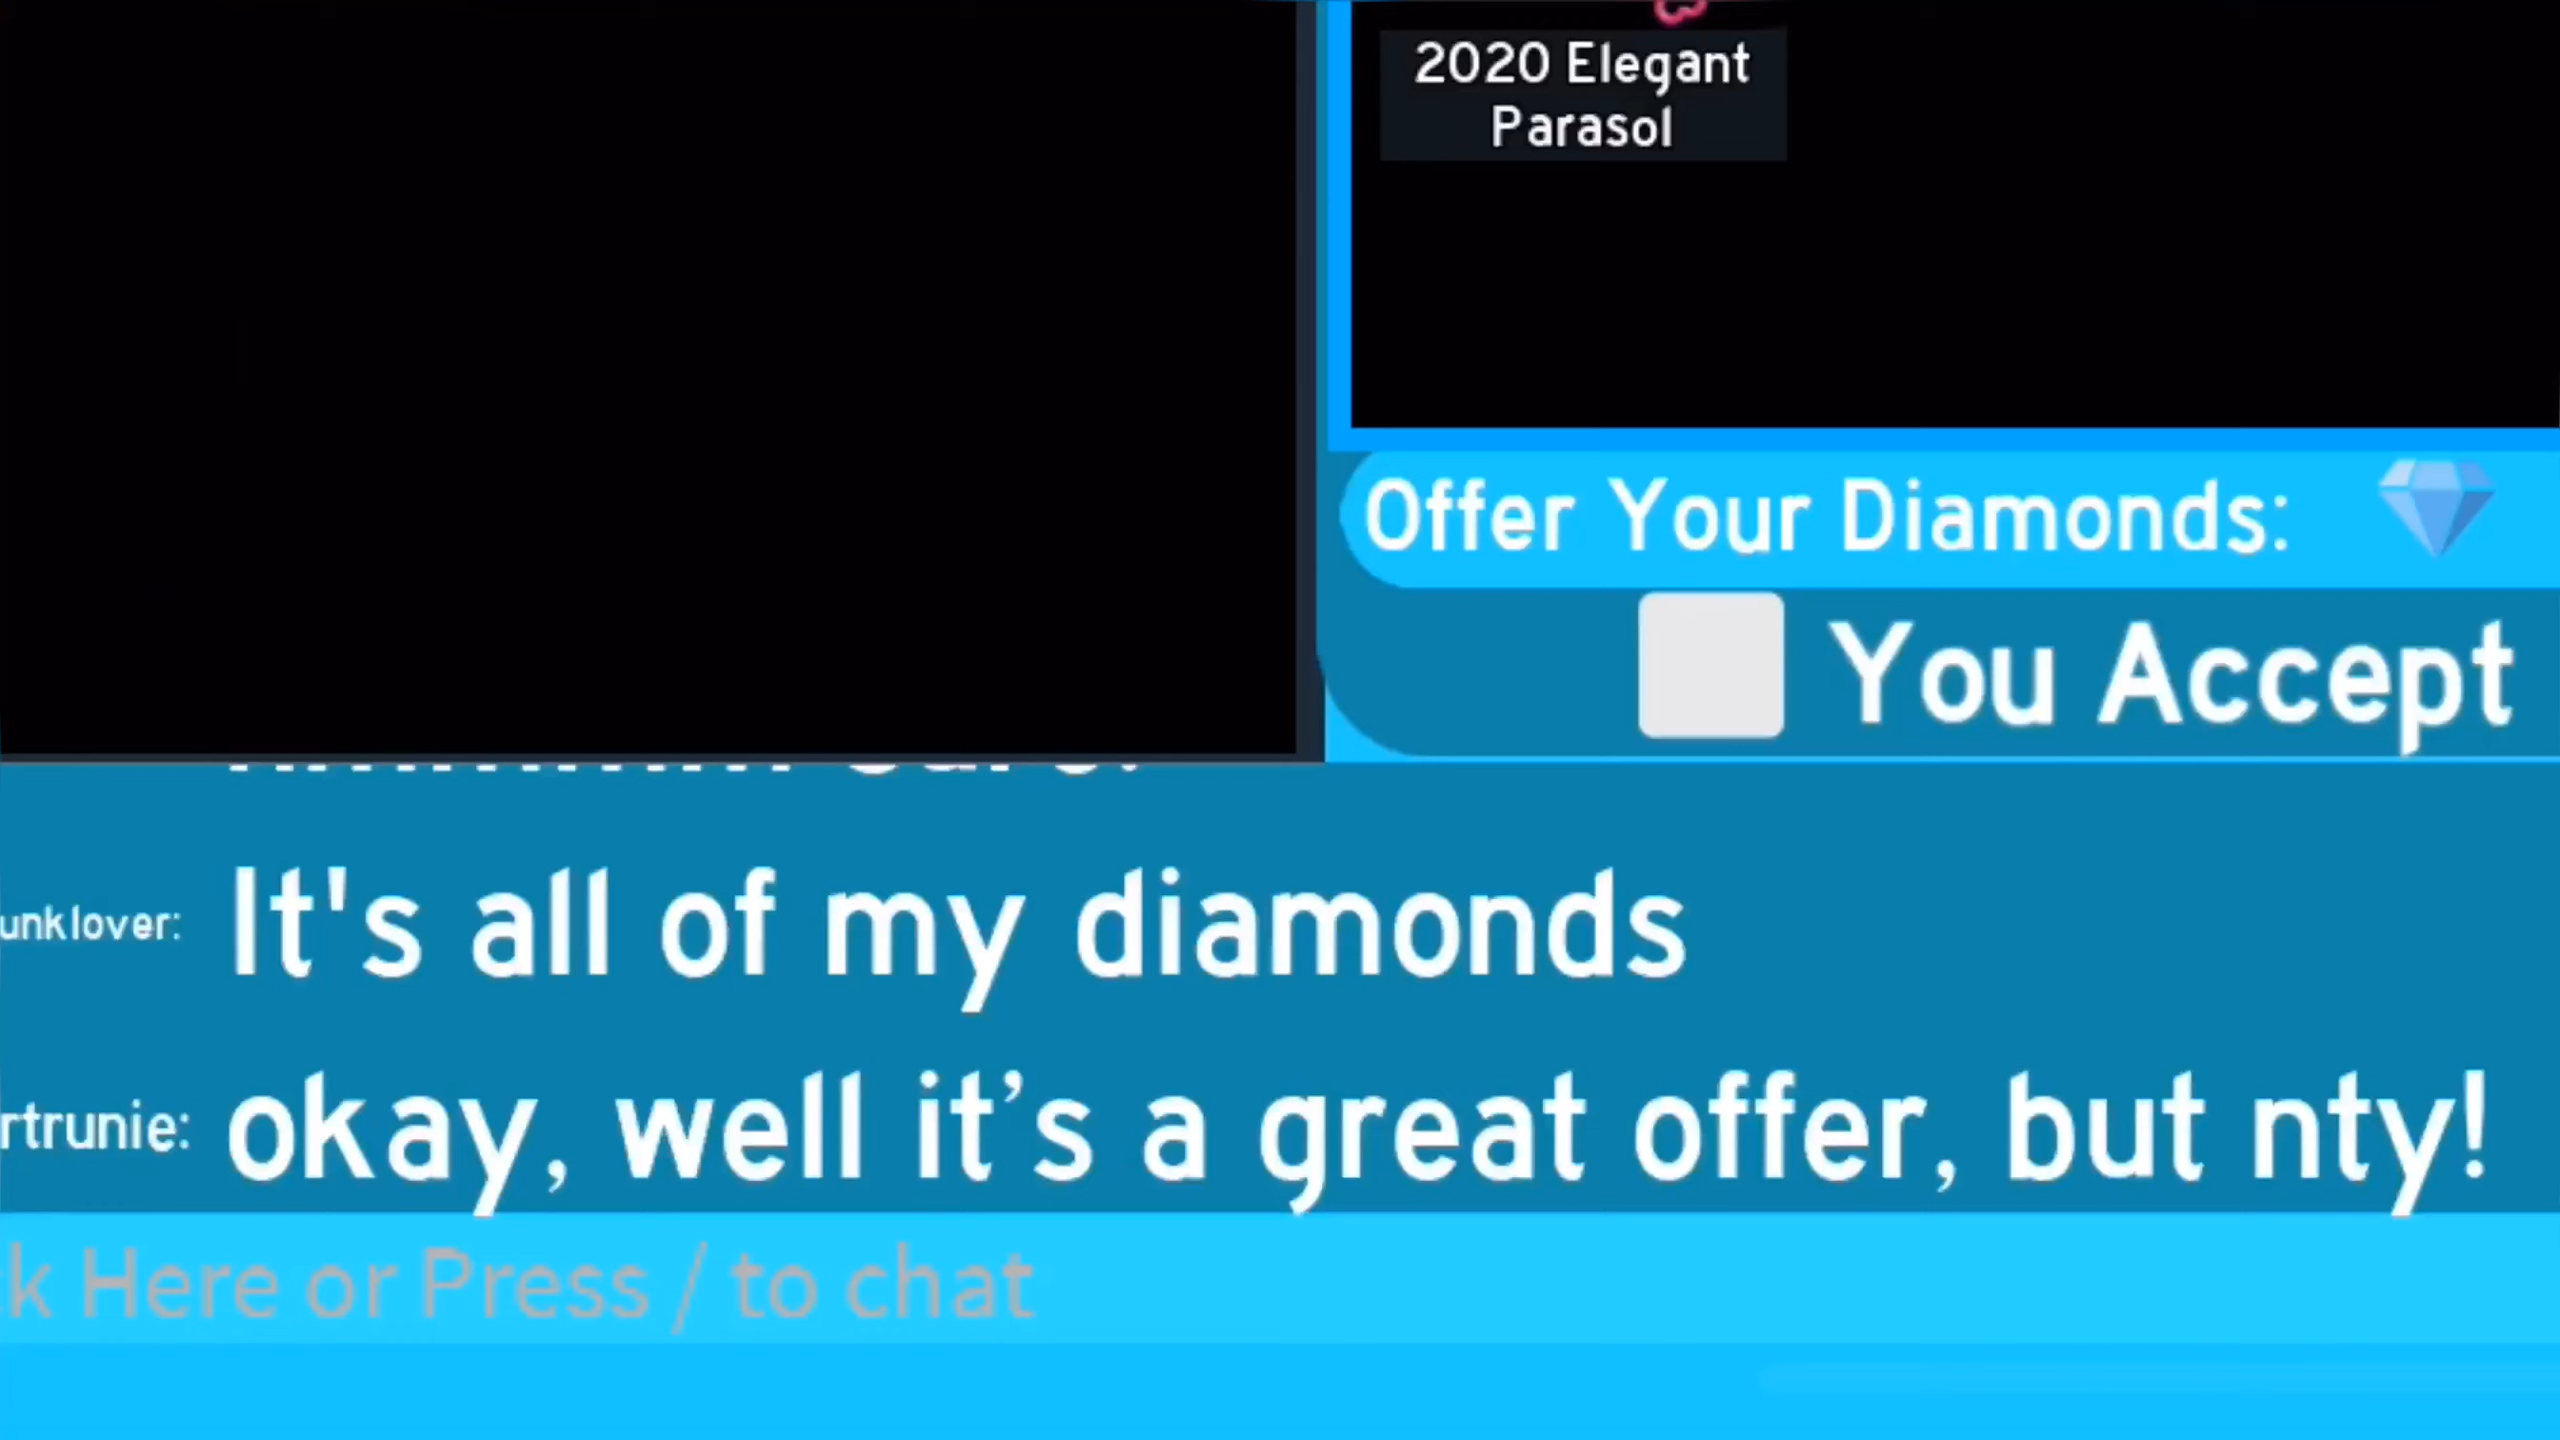 2020 Elegant
Parasol
Offer Your Diamonds:
You Accept
unklover: It's all of my diamonds
rtrunie: okay, well it’s a great offer, but nty!
k Here or Press / to chat